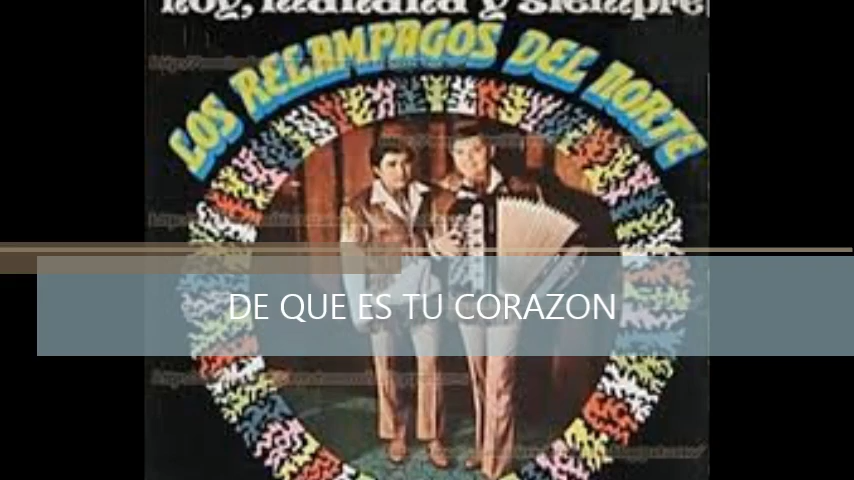 hoy, mañana y siempre
LOS RELAMPAGOS DEL NORTE
DE QUE ES TU CORAZON